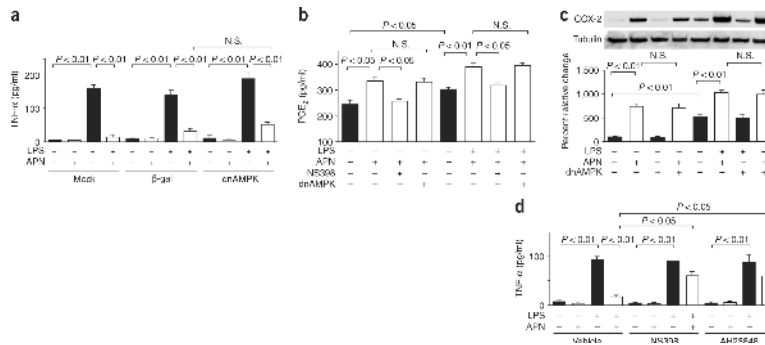 a
N.S.
P < 0.01 P < 0.01 P < 0.01 P < 0.01 P < 0.01 P < 0.01
TNF-α (pg/ml)
200
100
0
LPS – – + + – – + + – – + +
APN – + – + – + – + – + – +
Mock β-gal dnAMPK
b
P < 0.05 N.S.
N.S. P < 0.01 P < 0.05
P < 0.05 P < 0.05
PGE2 (pg/ml)
400
300
200
100
LPS
APN
NS398
dnAMPK
c
COX-2
Tubulin
N.S. N.S.
P < 0.01 P < 0.01
P < 0.01
Percent relative change
1,000
500
0
LPS
APN
dnAMPK
d
P < 0.05
P < 0.05
P < 0.01 P < 0.01 P < 0.01 P < 0.01
TNF-α (pg/ml)
100
0
LPS
APN
Vehicle NS398 AH23848